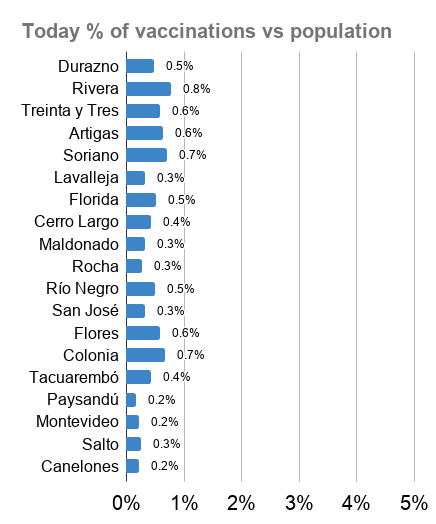 Today % of vaccinations vs population
Durazno 0.5%
Rivera 0.8%
Treinta y Tres 0.6%
Artigas 0.6%
Soriano 0.7%
Lavalleja 0.3%
Florida 0.5%
Cerro Largo 0.4%
Maldonado 0.3%
Rocha 0.3%
Río Negro 0.5%
San José 0.3%
Flores 0.6%
Colonia 0.7%
Tacuarembó 0.4%
Paysandú 0.2%
Montevideo 0.2%
Salto 0.3%
Canelones 0.2%
0% 1% 2% 3% 4% 5%